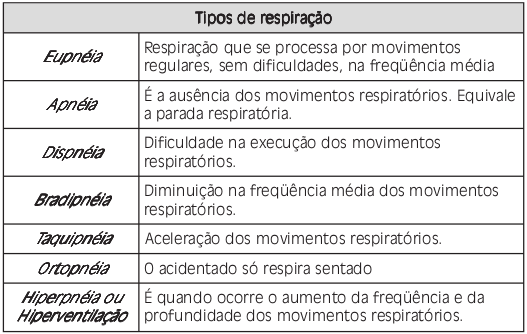 Tipos de respiração
Eupnéia
Respiração que se processa por movimentos
regulares, sem dificuldades, na freqüência média
Apnéia
É a ausência dos movimentos respiratórios. Equivale
a parada respiratória.
Dispnéia
Dificuldade na execução dos movimentos
respiratórios.
Bradipnéia
Diminuição na freqüência média dos movimentos
respiratórios.
Taquipnéia
Aceleração dos movimentos respiratórios.
Ortopnéia
O acidentado só respira sentado
Hiperpnéia ou
Hiperventilação
É quando ocorre o aumento da freqüência e da
profundidade dos movimentos respiratórios.